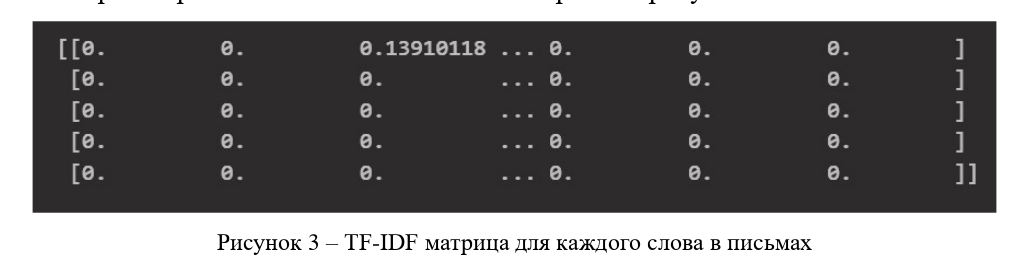 [[0. 0. 0.13910118 ... 0. 0. 0. ]
[0. 0. 0. ... 0. 0. 0. ]
[0. 0. 0. ... 0. 0. 0. ]
[0. 0. 0. ... 0. 0. 0. ]
[0. 0. 0. ... 0. 0. 0. ]]
Рисунок 3 – TF-IDF матрица для каждого слова в письмах